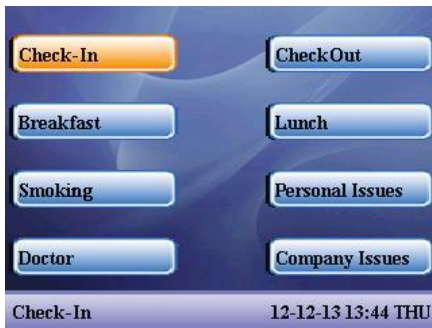 Check-In
CheckOut
Breakfast
Lunch
Smoking
Personal Issues
Doctor
Company Issues
Check-In
12-12-13 13:44 THU